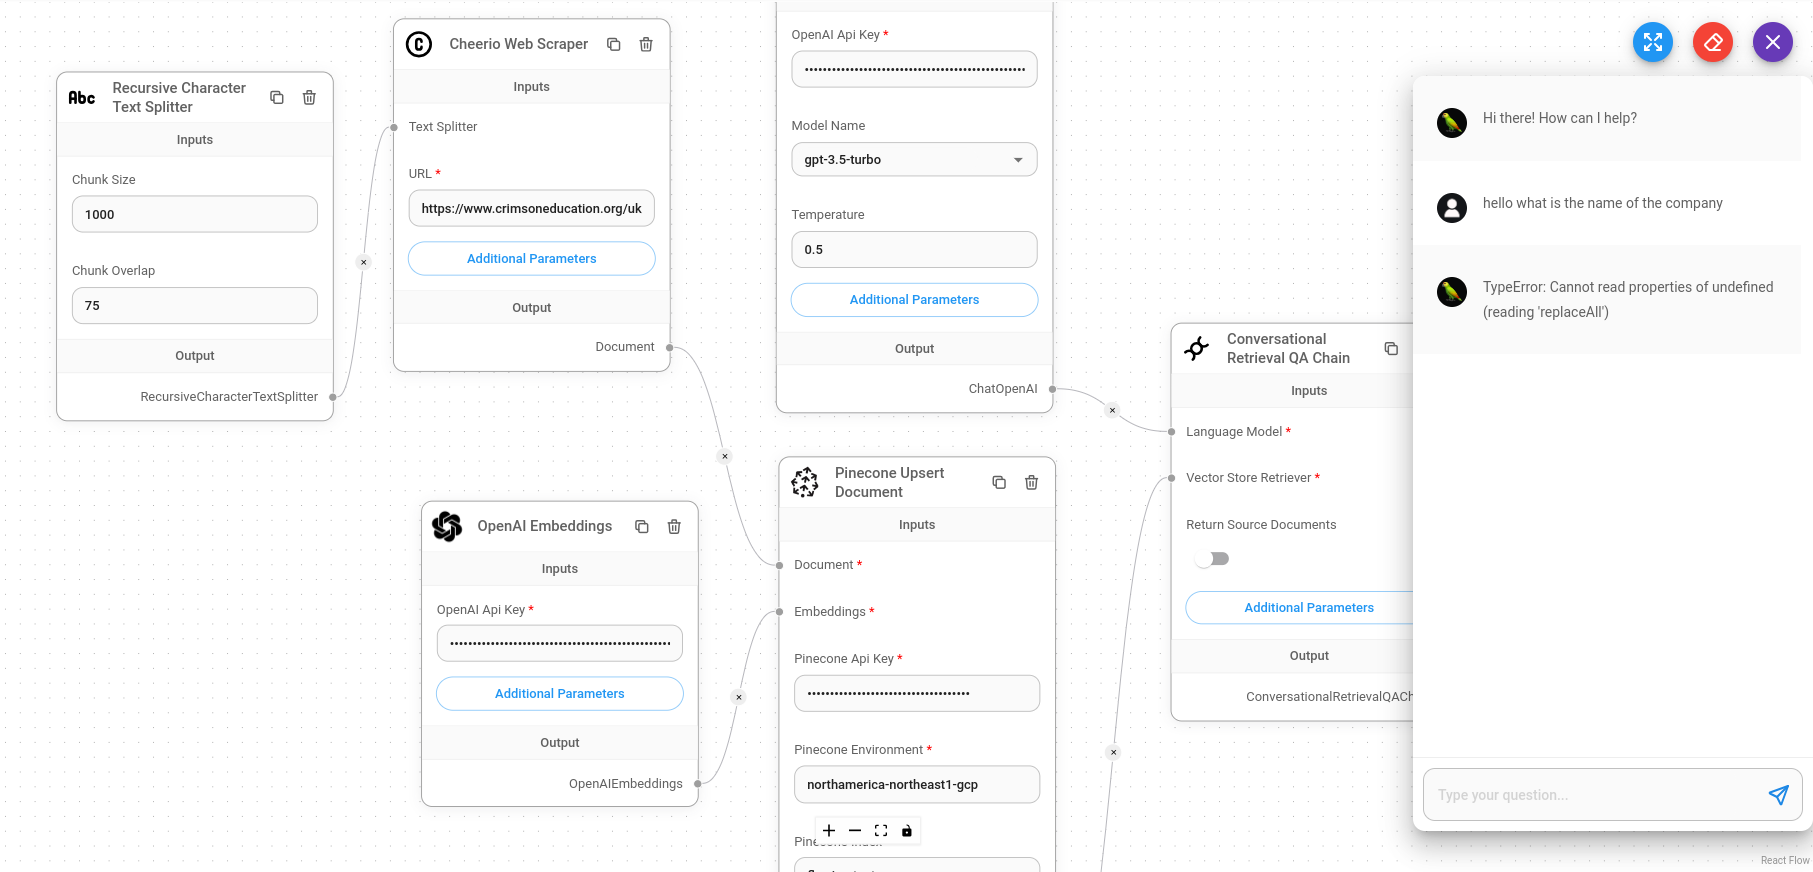 Abc
Recursive Character
Text Splitter
Inputs
Chunk Size
1000
Chunk Overlap
75
Output
RecursiveCharacterTextSplitter
C
Cheerio Web Scraper
Inputs
Text Splitter
URL *
https://www.crimsoneducation.org/uk
Additional Parameters
Output
Document
OpenAI Embeddings
Inputs
OpenAI Api Key *
••••••••••••••••••••••••••••••••••••••••••••••••
Additional Parameters
Output
OpenAIEmbeddings
OpenAI Api Key *
••••••••••••••••••••••••••••••••••••••••••••••••
Model Name
gpt-3.5-turbo
Temperature
0.5
Additional Parameters
Output
ChatOpenAI
Pinecone Upsert
Document
Inputs
Document *
Embeddings *
Pinecone Api Key *
••••••••••••••••••••••••••••••••••••
Pinecone Environment *
northamerica-northeast1-gcp
Conversational
Retrieval QA Chain
Inputs
Language Model *
Vector Store Retriever *
Return Source Documents
Additional Parameters
Output
ConversationalRetrievalQACh
Hi there! How can I help?
hello what is the name of the company
TypeError: Cannot read properties of undefined
(reading 'replaceAll')
Type your question...
React Flow